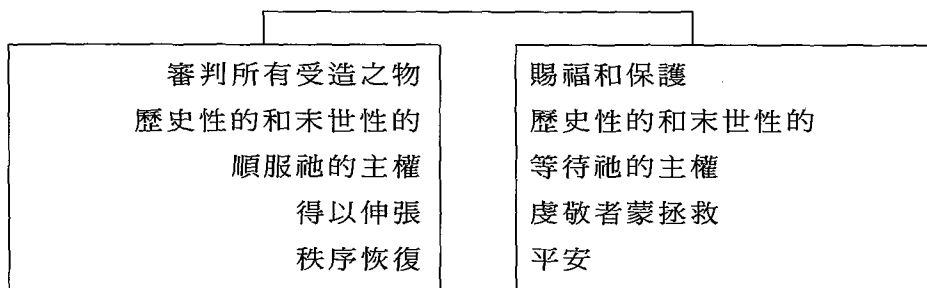 審判所有受造之物
歷史性的和末世性的
順服祂的主權
得以伸張
秩序恢復
賜福和保護
歷史性的和末世性的
等待祂的主權
虔敬者蒙拯救
平安